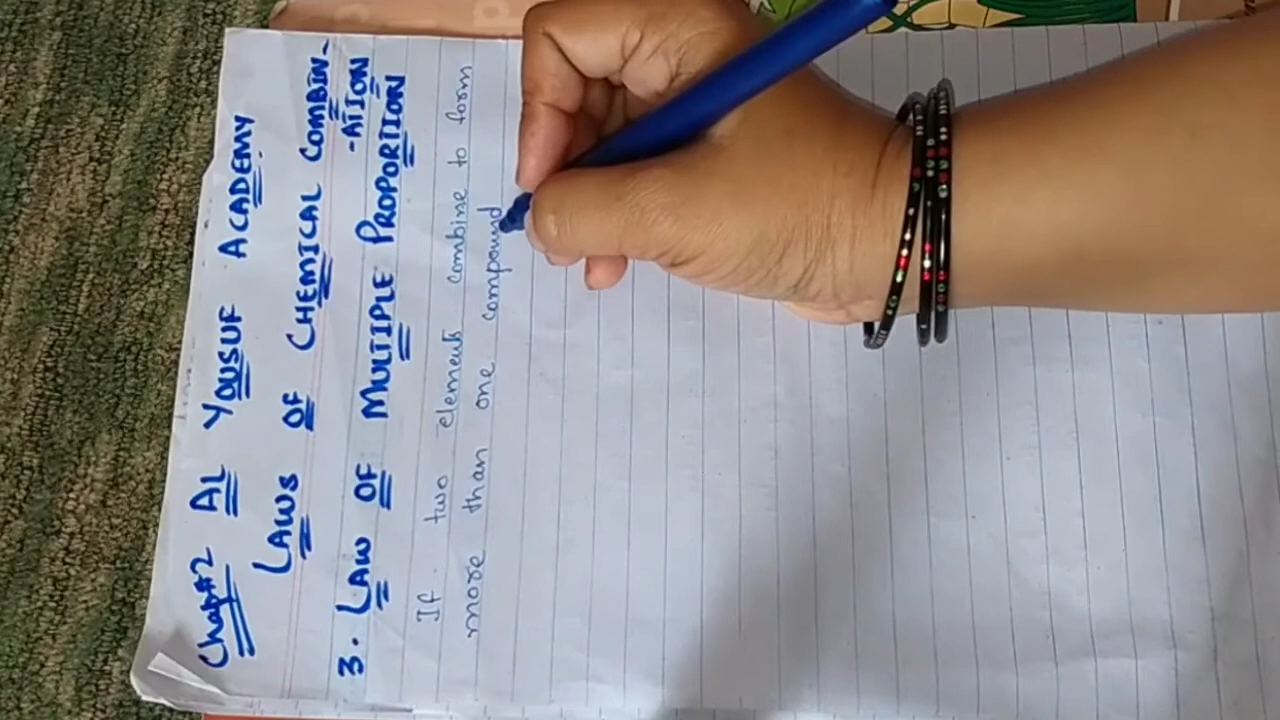 Chap#2 AL YOUSUF ACADEMY
LAWS OF CHEMICAL COMBIN-
-ATION
3. LAW OF MULTIPLE PROPORTION
If two elements combine to form
more than one compound